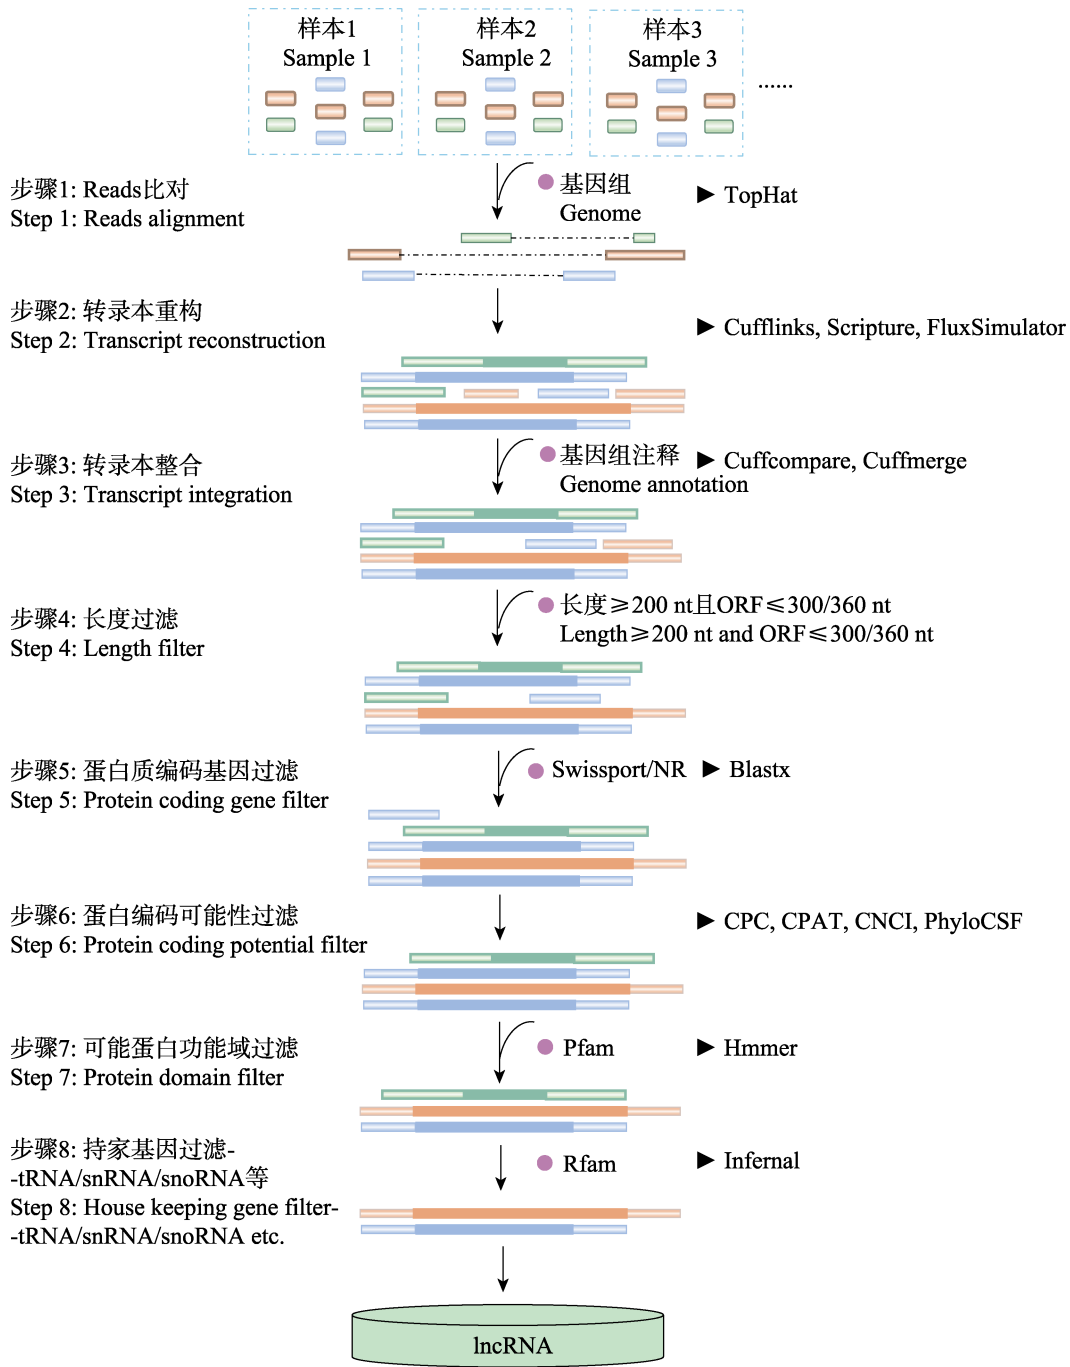 样本1
Sample 1
样本2
Sample 2
样本3
Sample 3
······
步骤1: Reads比对
Step 1: Reads alignment
基因组
Genome
TopHat
步骤2: 转录本重构
Step 2: Transcript reconstruction
Cufflinks, Scripture, FluxSimulator
步骤3: 转录本整合
Step 3: Transcript integration
基因组注释
Genome annotation
Cuffcompare, Cuffmerge
步骤4: 长度过滤
Step 4: Length filter
长度≥200 nt且ORF≤300/360 nt
Length≥200 nt and ORF≤300/360 nt
步骤5: 蛋白质编码基因过滤
Step 5: Protein coding gene filter
Swissport/NR
Blastx
步骤6: 蛋白编码可能性过滤
Step 6: Protein coding potential filter
CPC, CPAT, CNCI, PhyloCSF
步骤7: 可能蛋白功能域过滤
Step 7: Protein domain filter
Pfam
Hmmer
步骤8: 持家基因过滤-
-tRNA/snRNA/snoRNA等
Step 8: House keeping gene filter-
-tRNA/snRNA/snoRNA etc.
Rfam
Infernal
lncRNA